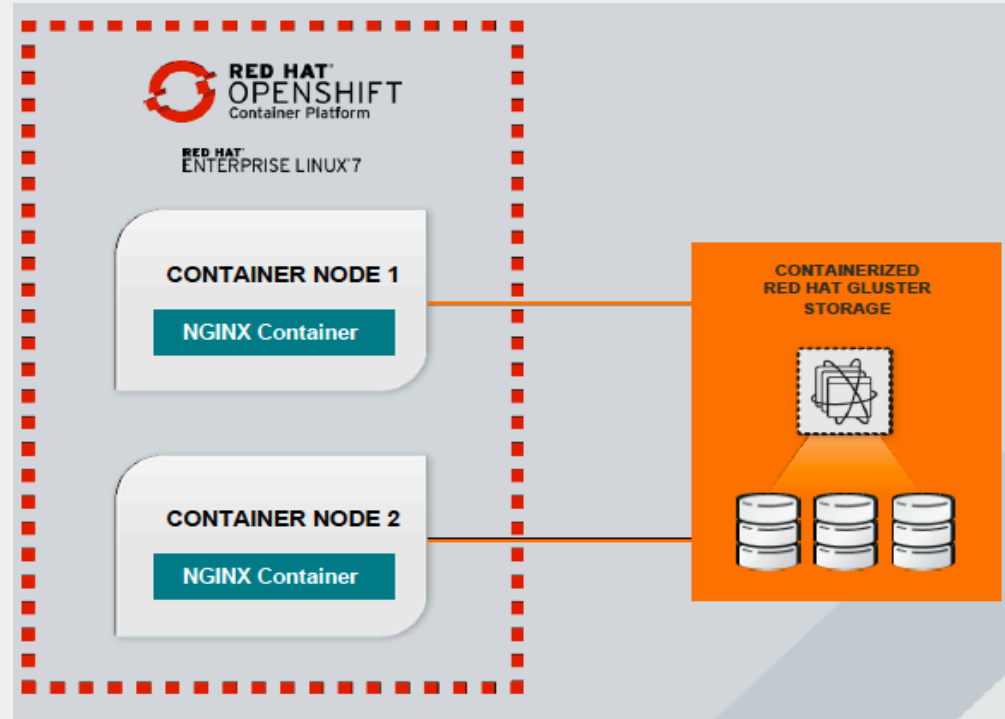 RED HAT®
OPENSHIFT
Container Platform
RED HAT®
ENTERPRISE LINUX® 7
CONTAINER NODE 1
NGINX Container
CONTAINERIZED
RED HAT GLUSTER
STORAGE
CONTAINER NODE 2
NGINX Container